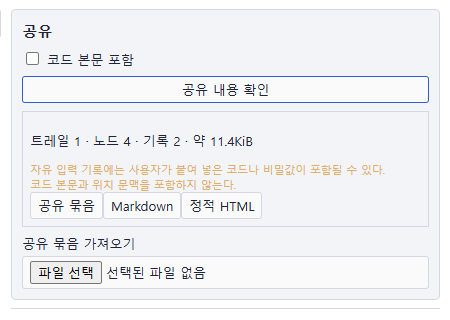 공유
코드 본문 포함
공유 내용 확인
트레일 1 · 노드 4 · 기록 2 · 약 11.4KiB
자유 입력 기록에는 사용자가 붙여 넣은 코드나 비밀값이 포함될 수 있다.
코드 본문과 위치 문맥을 포함하지 않는다.
공유 묶음 Markdown 정적 HTML
공유 묶음 가져오기
파일 선택 선택된 파일 없음